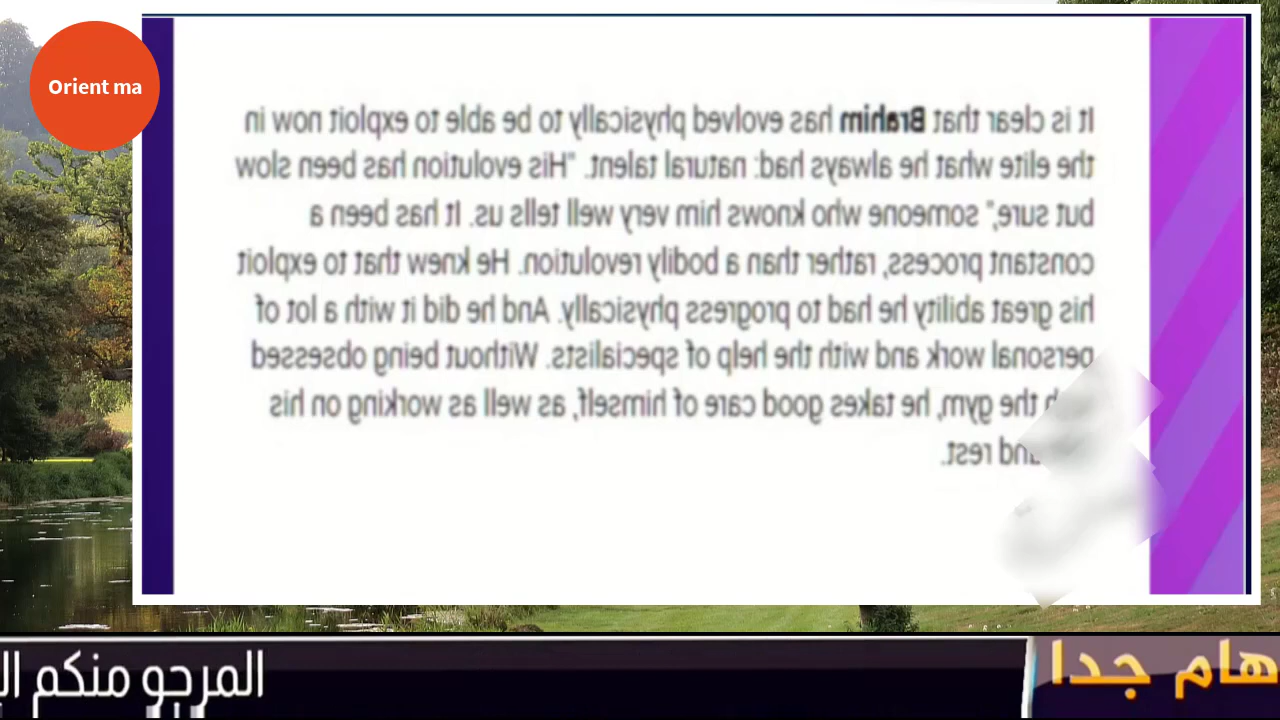 Orient ma
It is clear that Brahim has evolved physically to be able to exploit now in
the elite what he always had: natural talent. "His evolution has been slow
but sure," someone who knows him very well tells us. It has been a
constant process, rather than a bodily revolution. He knew that to exploit
his great ability he had to progress physically. And he did it with a lot of
personal work and with the help of specialists. Without being obsessed
the gym, he takes good care of himself, as well as working on his
and rest.
هام جدا
المرجو منكم